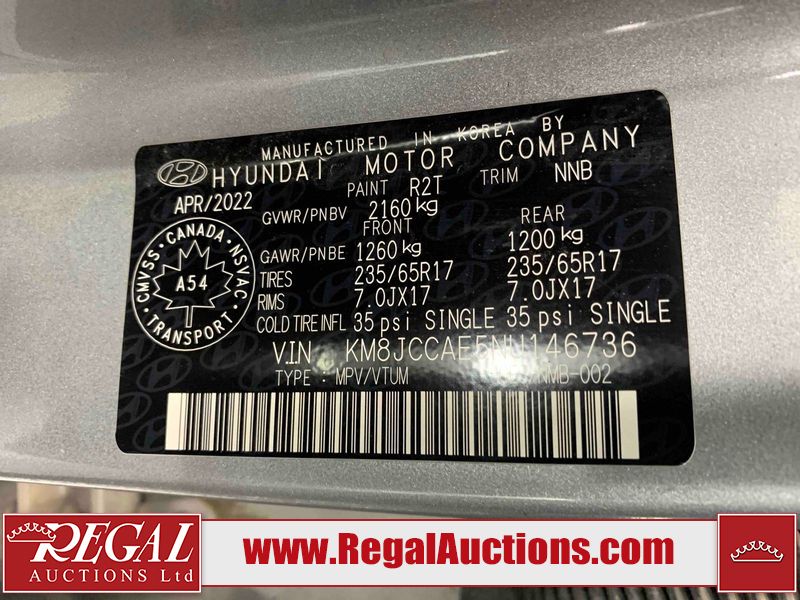 MANUFACTURED IN KOREA BY
HYUNDAI MOTOR COMPANY
APR/2022 PAINT R2T TRIM NNB
GVWR/PNBV 2160 kg
FRONT REAR
GAWR/PNBE 1260 kg 1200 kg
TIRES 235/65R17 235/65R17
RIMS 7.0JX17 7.0JX17
COLD TIRE INFL 35 psi SINGLE 35 psi SINGLE
CANADA
CMVSS NSVAC
A54
TRANSPORT
V.I.N KM8JCCAE5NU146736
TYPE : MPV/VTUM NMB-002
REGAL
AUCTIONS Ltd
www.RegalAuctions.com